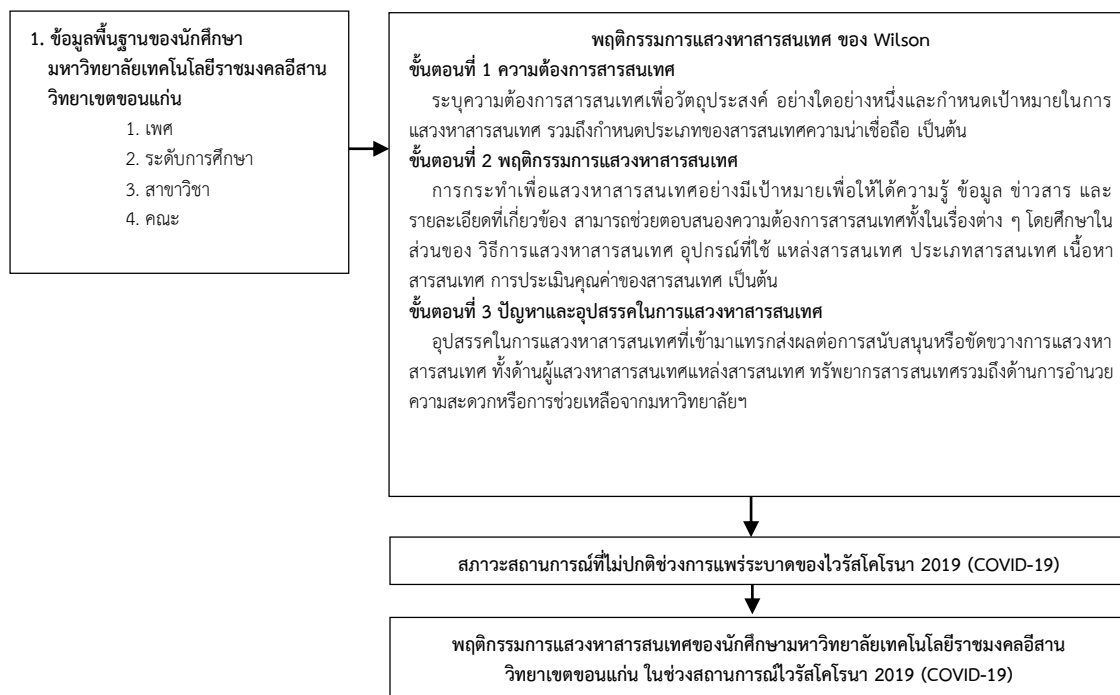 1. ข้อมูลพื้นฐานของนักศึกษา
มหาวิทยาลัยเทคโนโลยีราชมงคลอีสาน
วิทยาเขตขอนแก่น
1. เพศ
2. ระดับการศึกษา
3. สาขาวิชา
4. คณะ
พฤติกรรมการแสวงหาสารสนเทศ ของ Wilson
ขั้นตอนที่ 1 ความต้องการสารสนเทศ
ระบุความต้องการสารสนเทศเพื่อวัตถุประสงค์ อย่างใดอย่างหนึ่งและกำหนดเป้าหมายในการ
แสวงหาสารสนเทศ รวมถึงกำหนดประเภทของสารสนเทศความน่าเชื่อถือ เป็นต้น
ขั้นตอนที่ 2 พฤติกรรมการแสวงหาสารสนเทศ
การกระทำเพื่อแสวงหาสารสนเทศอย่างมีเป้าหมายเพื่อให้ได้ความรู้ ข้อมูล ข่าวสาร และ
รายละเอียดที่เกี่ยวข้อง สามารถช่วยตอบสนองความต้องการสารสนเทศทั้งในเรื่องต่าง ๆ โดยศึกษาใน
ส่วนของ วิธีการแสวงหาสารสนเทศ อุปกรณ์ที่ใช้ แหล่งสารสนเทศ ประเภทสารสนเทศ เนื้อหา
สารสนเทศ การประเมินคุณค่าของสารสนเทศ เป็นต้น
ขั้นตอนที่ 3 ปัญหาและอุปสรรคในการแสวงหาสารสนเทศ
อุปสรรคในการแสวงหาสารสนเทศที่เข้ามาแทรกส่งผลต่อการสนับสนุนหรือขัดขวางการแสวงหา
สารสนเทศ ทั้งด้านผู้แสวงหาสารสนเทศแหล่งสารสนเทศ ทรัพยากรสารสนเทศรวมถึงด้านการอำนวย
ความสะดวกหรือการช่วยเหลือจากมหาวิทยาลัยฯ
สภาวะสถานการณ์ที่ไม่ปกติช่วงการแพร่ระบาดของไวรัสโคโรนา 2019 (COVID-19)
พฤติกรรมการแสวงหาสารสนเทศของนักศึกษามหาวิทยาลัยเทคโนโลยีราชมงคลอีสาน
วิทยาเขตขอนแก่น ในช่วงสถานการณ์ไวรัสโคโรนา 2019 (COVID-19)